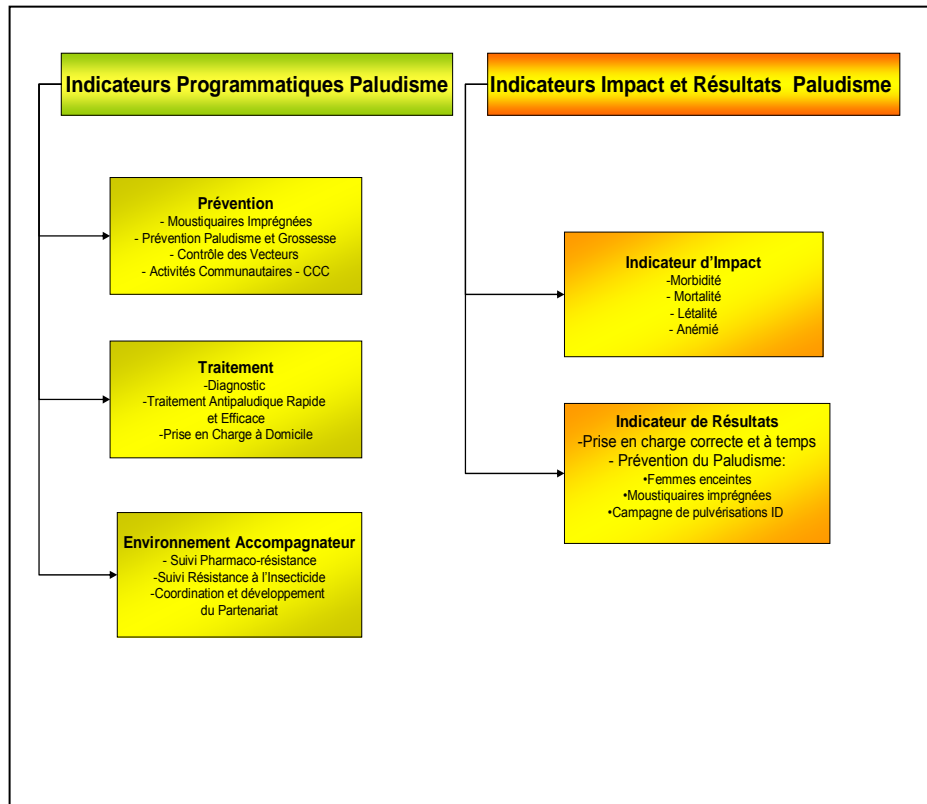 Indicateurs Programmatiques Paludisme
Prévention
- Moustiquaires Imprégnées
- Prévention Paludisme et Grossesse
- Contrôle des Vecteurs
- Activités Communautaires - CCC
Traitement
-Diagnostic
-Traitement Antipaludique Rapide
et Efficace
-Prise en Charge à Domicile
Environnement Accompagnateur
- Suivi Pharmaco-résistance
-Suivi Résistance à l'Insecticide
-Coordination et développement
du Partenariat
Indicateurs Impact et Résultats Paludisme
Indicateur d'Impact
-Morbidité
- Mortalité
- Létalité
- Anémié
Indicateur de Résultats
-Prise en charge correcte et à temps
- Prévention du Paludisme:
•Femmes enceintes
•Moustiquaires imprégnées
•Campagne de pulvérisations ID